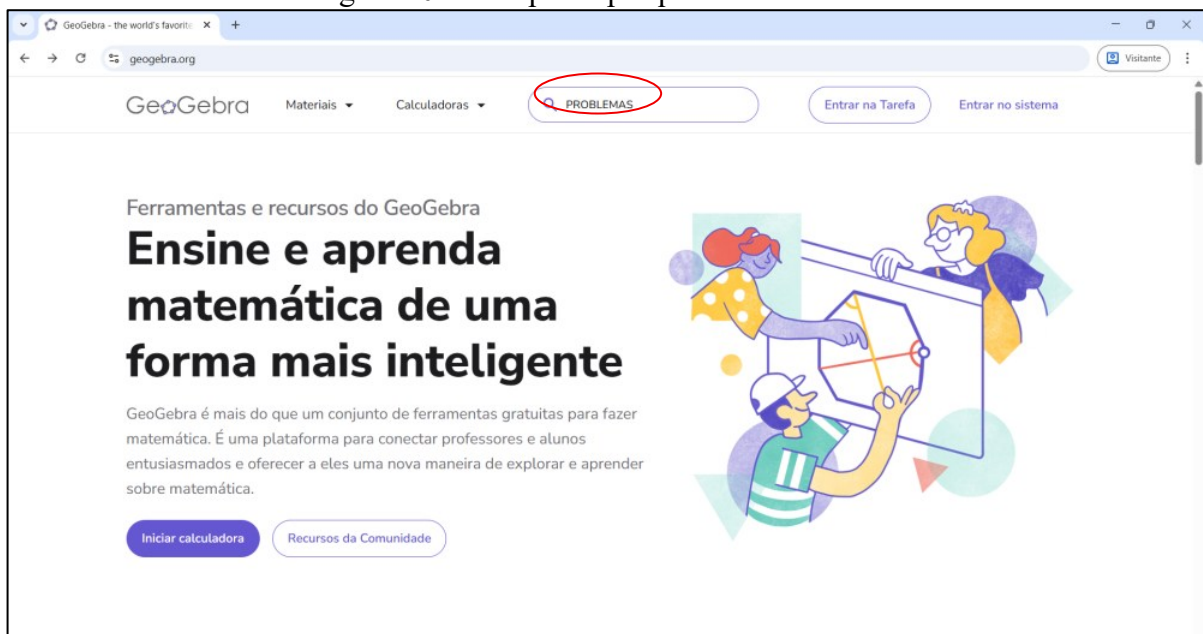 GeoGebra - the world's favorite
geogebra.org
Visitante
GeoGebra
Materiais
Calculadoras
PROBLEMAS
Entrar na Tarefa
Entrar no sistema
Ferramentas e recursos do GeoGebra
Ensine e aprenda
matemática de uma
forma mais inteligente
GeoGebra é mais do que um conjunto de ferramentas gratuitas para fazer
matemática. É uma plataforma para conectar professores e alunos
entusiasmados e oferecer a eles uma nova maneira de explorar e aprender
sobre matemática.
Iniciar calculadora
Recursos da Comunidade